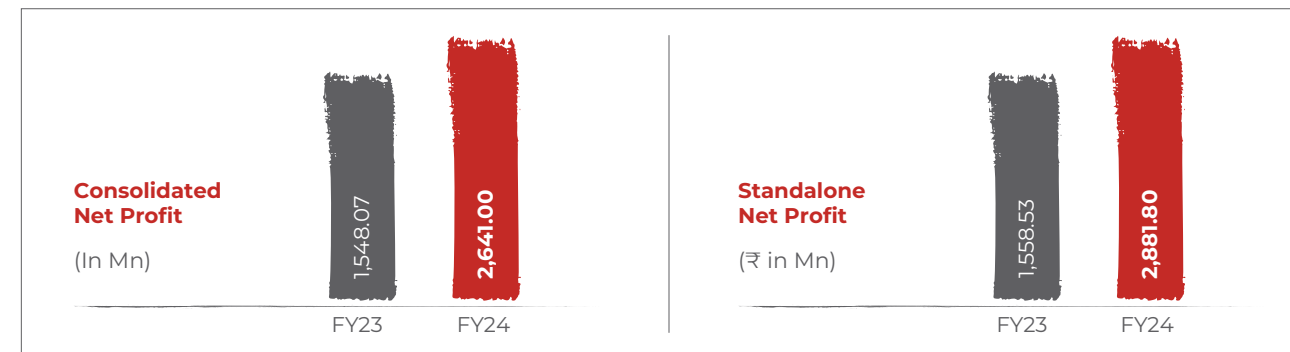 Consolidated
Net Profit
(In Mn)
1,548.07
2,641.00
FY23
FY24
Standalone
Net Profit
(₹ in Mn)
1,558.53
2,881.80
FY23
FY24